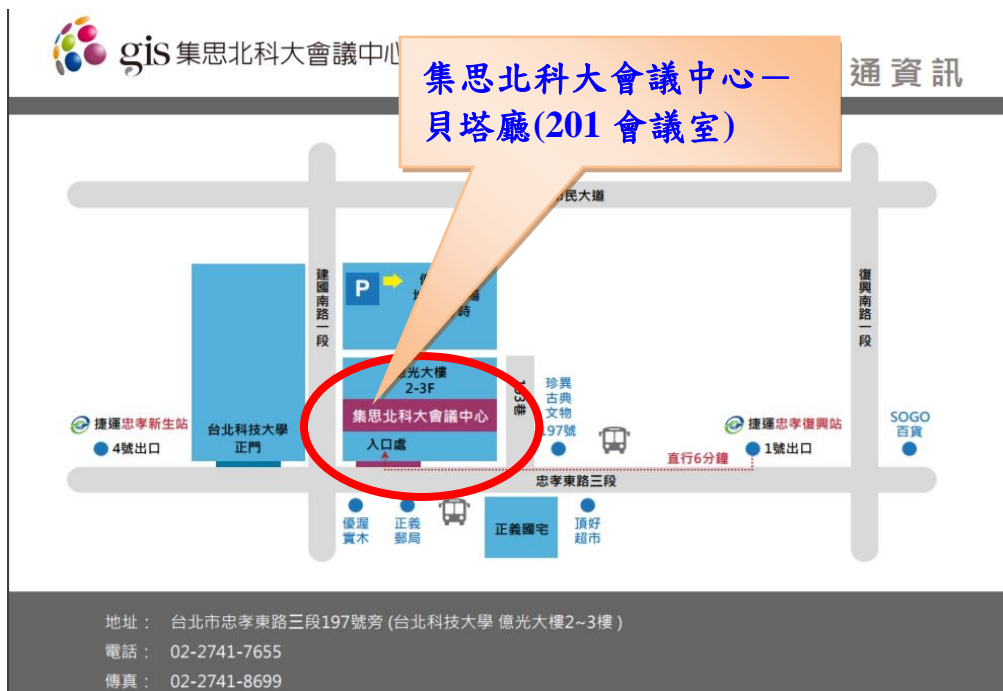 gis 集思北科大會議中心
通資訊
集思北科大會議中心－
貝塔廳(201 會議室)
民大道
建國南路一段
復興南路一段
P
時
光大樓
2-3F
集思北科大會議中心
入口處
巷
珍異
古典
文物
197號
捷運忠孝新生站
4號出口
台北科技大學
正門
捷運忠孝復興站
1號出口
SOGO
百貨
直行6分鐘
忠孝東路三段
優渥
實木
正義
郵局
正義國宅
頂好
超市
地址： 台北市忠孝東路三段197號旁 (台北科技大學 億光大樓2~3樓 )
電話： 02-2741-7655
傳真： 02-2741-8699